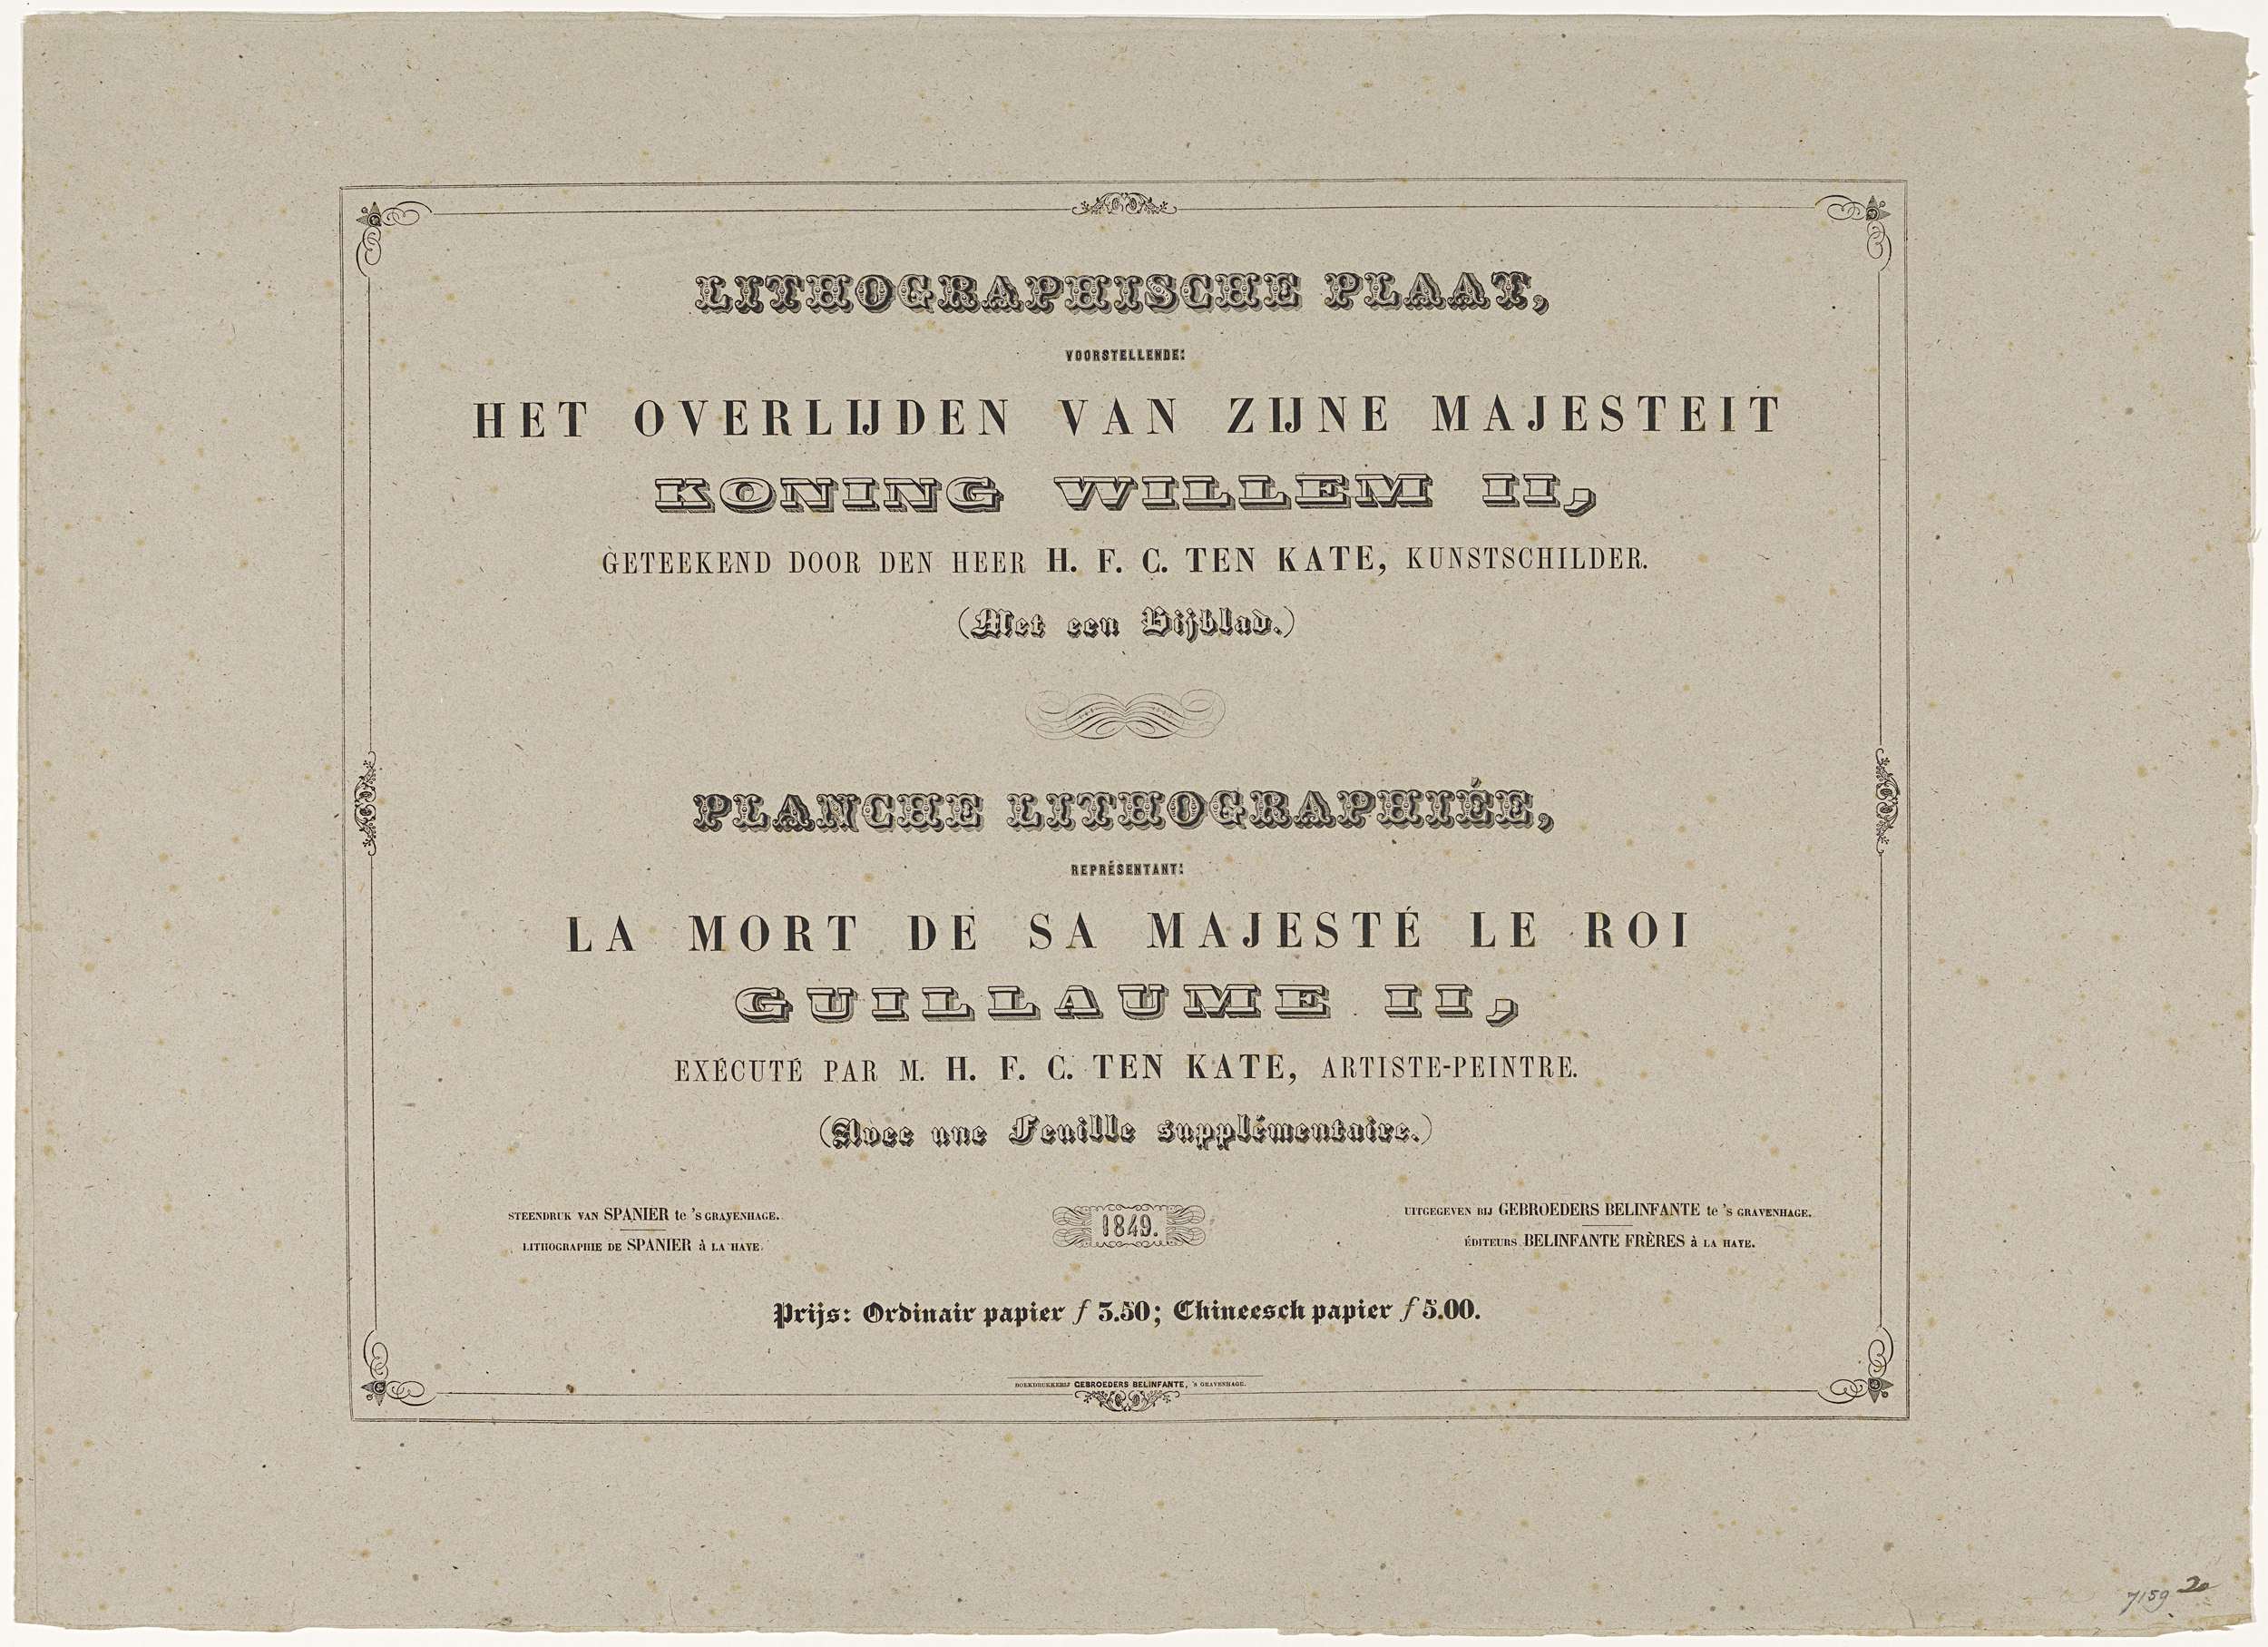 LITHOGRAPHISCHE PLAAT,
VOORSTELLENDE:
HET OVERLIJDEN VAN ZIJNE MAJESTEIT
KONING WILLEM II,
GETEEKEND DOOR DEN HEER H. F. C. TEN KATE, KUNSTSCHILDER.
(Met een Bijblad.)
PLANCHE LITHOGRAPHIÉE,
REPRÉSENTANT:
LA MORT DE SA MAJESTÉ LE ROI
GUILLAUME II,
EXÉCUTÉ PAR M. H. F. C. TEN KATE, ARTISTE-PEINTRE.
(Avec une Feuille supplémentaire.)
STEENDRUK VAN SPANIER te 's GRAVENHAGE.
LITHOGRAPHIE DE SPANIER à LA HAYE.
1849.
UITGEGEVEN BIJ GEBROEDERS BELINFANTE te 's GRAVENHAGE.
ÉDITEURS BELINFANTE FRÈRES à LA HAYE.
Prijs: Ordinair papier f 3.50; Chineesch papier f 5.00.
BOEKDRUKKERIJ GEBROEDERS BELINFANTE, 's GRAVENHAGE.
7159 2a